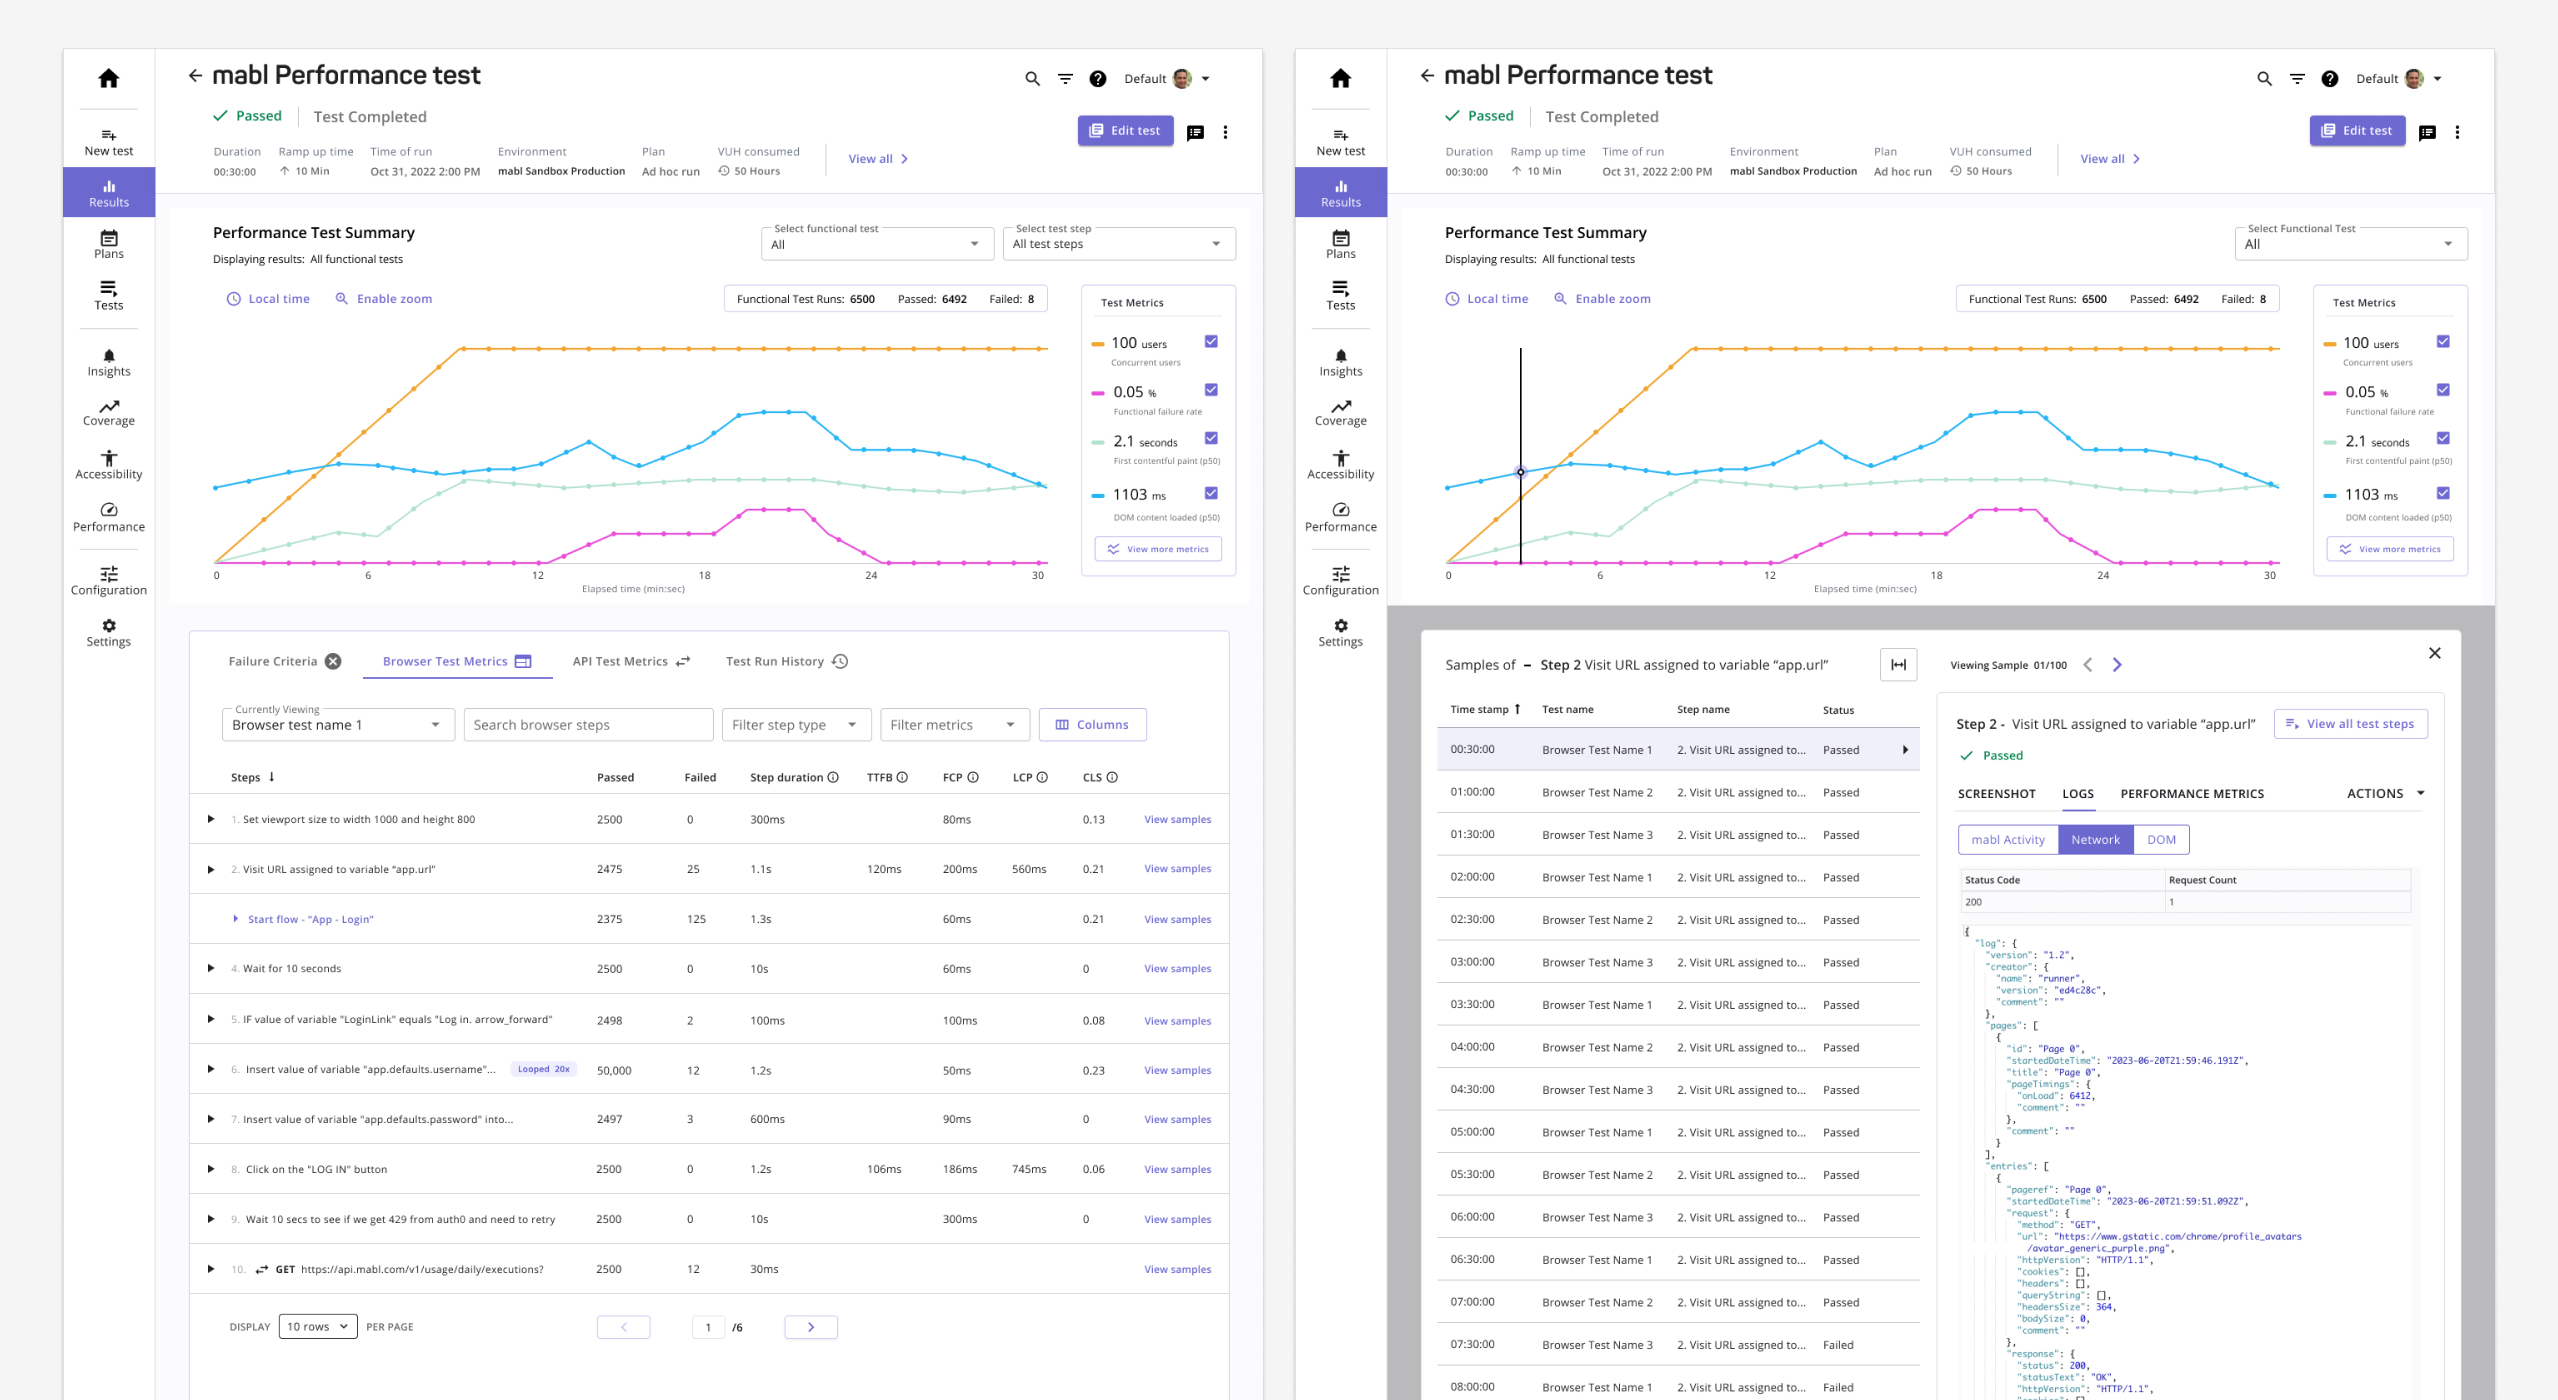 mabl Performance test
Default
Passed
Test Completed
Edit test
Duration
00:30:00
Ramp up time
10 Min
Time of run
Oct 31, 2022 2:00 PM
Environment
mabl Sandbox Production
Plan
Ad hoc run
VUH consumed
50 Hours
View all
New test
Results
Plans
Tests
Insights
Coverage
Accessibility
Performance
Configuration
Settings
Performance Test Summary
Displaying results: All functional tests
Select functional test
All
Select test step
All test steps
Local time
Enable zoom
Functional Test Runs: 6500 Passed: 6492 Failed: 8
0 6 12 18 24 30
Elapsed time (min:sec)
Test Metrics
100 users
Concurrent users
0.05 %
Functional failure rate
2.1 seconds
First contentful paint (p50)
1103 ms
DOM content loaded (p50)
View more metrics
Failure Criteria
Browser Test Metrics
API Test Metrics
Test Run History
Currently Viewing
Browser test name 1
Search browser steps
Filter step type
Filter metrics
Columns
Steps Passed Failed Step duration TTFB FCP LCP CLS
1. Set viewport size to width 1000 and height 800 2500 0 300ms 80ms 0.13 View samples
2. Visit URL assigned to variable “app.url” 2475 25 1.1s 120ms 200ms 560ms 0.21 View samples
Start flow - “App - Login” 2375 125 1.3s 60ms 0.21 View samples
4. Wait for 10 seconds 2500 0 10s 60ms 0 View samples
5. IF value of variable "LoginLink" equals "Log in. arrow_forward" 2498 2 100ms 100ms 0.08 View samples
6. Insert value of variable "app.defaults.username"... Looped 20x 50,000 12 1.2s 50ms 0.23 View samples
7. Insert value of variable "app.defaults.password" into... 2497 3 600ms 90ms 0 View samples
8. Click on the "LOG IN" button 2500 0 1.2s 106ms 186ms 745ms 0.06 View samples
9. Wait 10 secs to see if we get 429 from auth0 and need to retry 2500 0 10s 300ms 0 View samples
10. GET https://api.mabl.com/v1/usage/daily/executions? 2500 12 30ms View samples
DISPLAY 10 rows PER PAGE 1 /6
mabl Performance test
Default
Passed
Test Completed
Edit test
Duration
00:30:00
Ramp up time
10 Min
Time of run
Oct 31, 2022 2:00 PM
Environment
mabl Sandbox Production
Plan
Ad hoc run
VUH consumed
50 Hours
View all
New test
Results
Plans
Tests
Insights
Coverage
Accessibility
Performance
Configuration
Settings
Performance Test Summary
Displaying results: All functional tests
Select Functional Test
All
Local time
Enable zoom
Functional Test Runs: 6500 Passed: 6492 Failed: 8
0 6 12 18 24 30
Elapsed time (min:sec)
Test Metrics
100 users
Concurrent users
0.05 %
Functional failure rate
2.1 seconds
First contentful paint (p50)
1103 ms
DOM content loaded (p50)
View more metrics
Samples of – Step 2 Visit URL assigned to variable “app.url”
Time stamp Test name Step name Status
00:30:00 Browser Test Name 1 2. Visit URL assigned to... Passed
01:00:00 Browser Test Name 2 2. Visit URL assigned to... Passed
01:30:00 Browser Test Name 3 2. Visit URL assigned to... Passed
02:00:00 Browser Test Name 1 2. Visit URL assigned to... Passed
02:30:00 Browser Test Name 2 2. Visit URL assigned to... Passed
03:00:00 Browser Test Name 3 2. Visit URL assigned to... Passed
03:30:00 Browser Test Name 1 2. Visit URL assigned to... Passed
04:00:00 Browser Test Name 2 2. Visit URL assigned to... Passed
04:30:00 Browser Test Name 3 2. Visit URL assigned to... Passed
05:00:00 Browser Test Name 1 2. Visit URL assigned to... Passed
05:30:00 Browser Test Name 2 2. Visit URL assigned to... Passed
06:00:00 Browser Test Name 3 2. Visit URL assigned to... Passed
06:30:00 Browser Test Name 1 2. Visit URL assigned to... Passed
07:00:00 Browser Test Name 2 2. Visit URL assigned to... Passed
07:30:00 Browser Test Name 3 2. Visit URL assigned to... Failed
08:00:00 Browser Test Name 1 2. Visit URL assigned to... Failed
Viewing Sample 01/100
Step 2 - Visit URL assigned to variable “app.url”
View all test steps
Passed
SCREENSHOT LOGS PERFORMANCE METRICS ACTIONS
mabl Activity Network DOM
Status Code Request Count
200 1
{
"log": {
"version": "1.2",
"creator": {
"name": "runner",
"version": "ed4c28c",
"comment": ""
},
"pages": [
{
"id": "Page 0",
"startedDateTime": "2023-06-20T21:59:46.191Z",
"title": "Page 0",
"pageTimings": {
"onLoad": 6412,
"comment": ""
},
"comment": ""
}
],
"entries": [
{
"pageref": "Page 0",
"startedDateTime": "2023-06-20T21:59:51.092Z",
"request": {
"method": "GET",
"url": "https://www.gstatic.com/chrome/profile_avatars
/avatar_generic_purple.png",
"httpVersion": "HTTP/1.1",
"cookies": [],
"headers": [],
"queryString": [],
"headersSize": 364,
"bodySize": 0,
"comment": ""
},
"response": {
"status": 200,
"statusText": "OK",
"httpVersion": "HTTP/1.1",